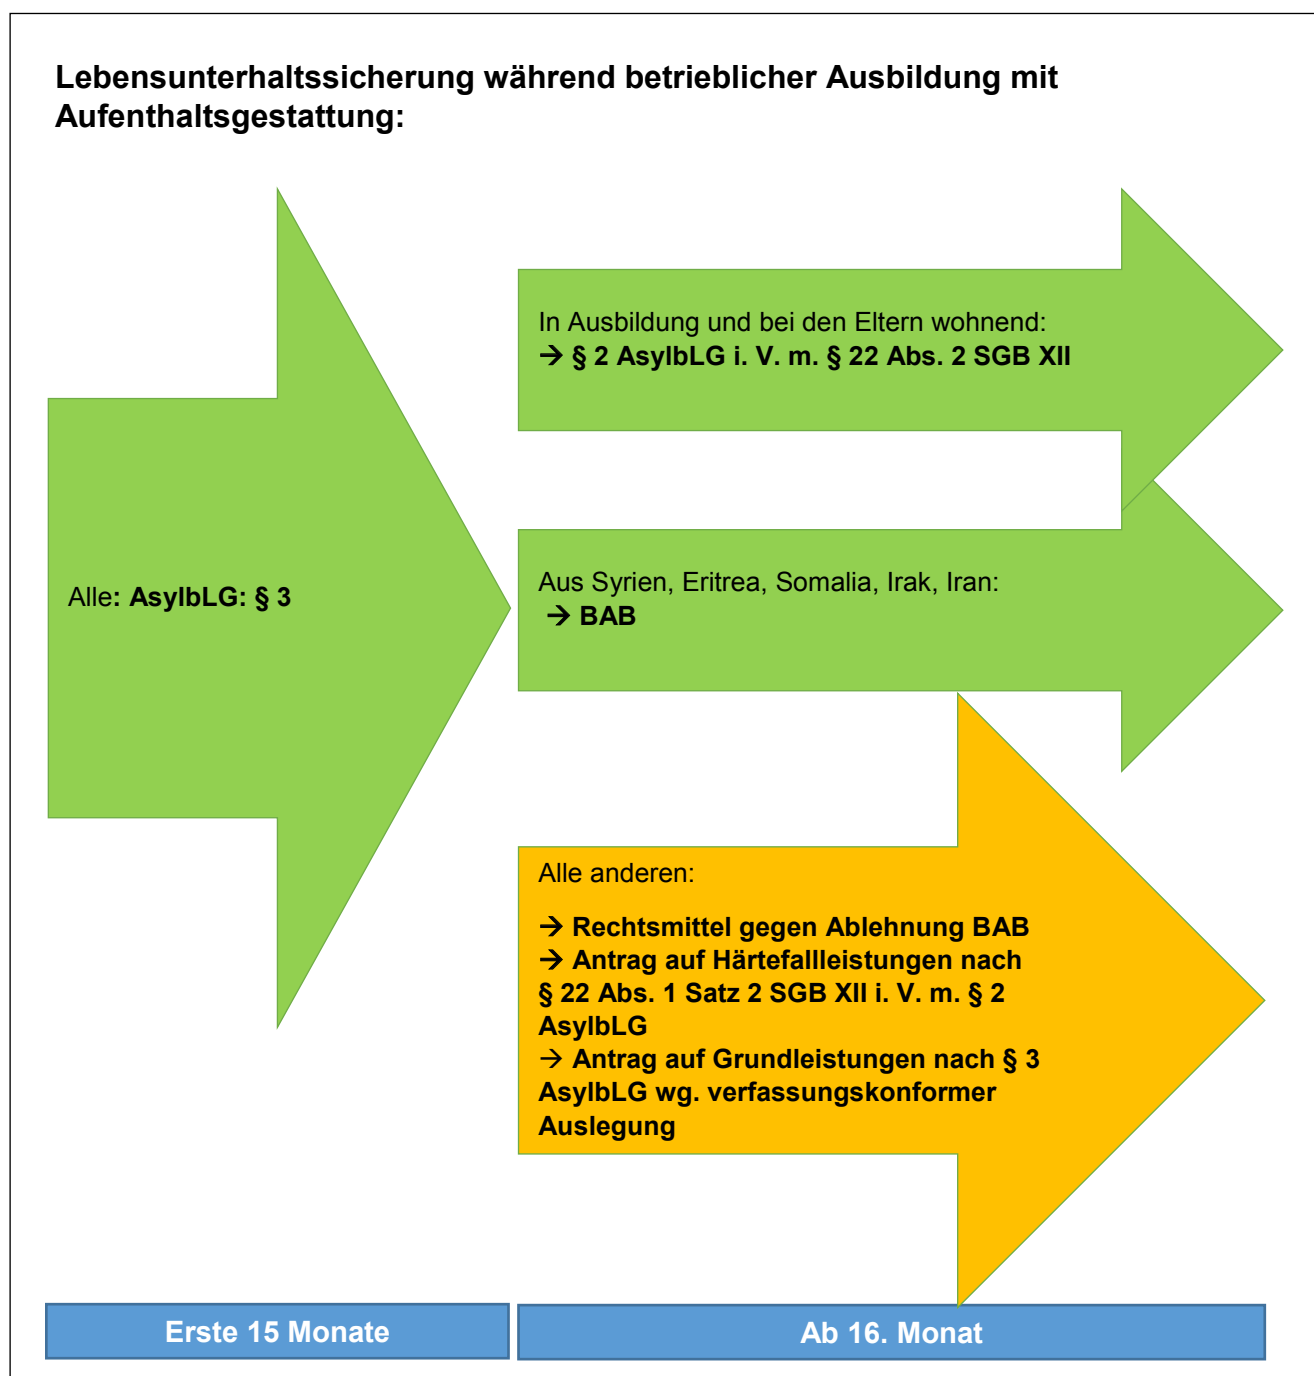 Lebensunterhaltssicherung während betrieblicher Ausbildung mit
Aufenthaltsgestattung:
Alle: AsylbLG: § 3
In Ausbildung und bei den Eltern wohnend:
→ § 2 AsylbLG i. V. m. § 22 Abs. 2 SGB XII
Aus Syrien, Eritrea, Somalia, Irak, Iran:
→ BAB
Alle anderen:
→ Rechtsmittel gegen Ablehnung BAB
→ Antrag auf Härtefallleistungen nach
§ 22 Abs. 1 Satz 2 SGB XII i. V. m. § 2
AsylbLG
→ Antrag auf Grundleistungen nach § 3
AsylbLG wg. verfassungskonformer
Auslegung
Erste 15 Monate
Ab 16. Monat